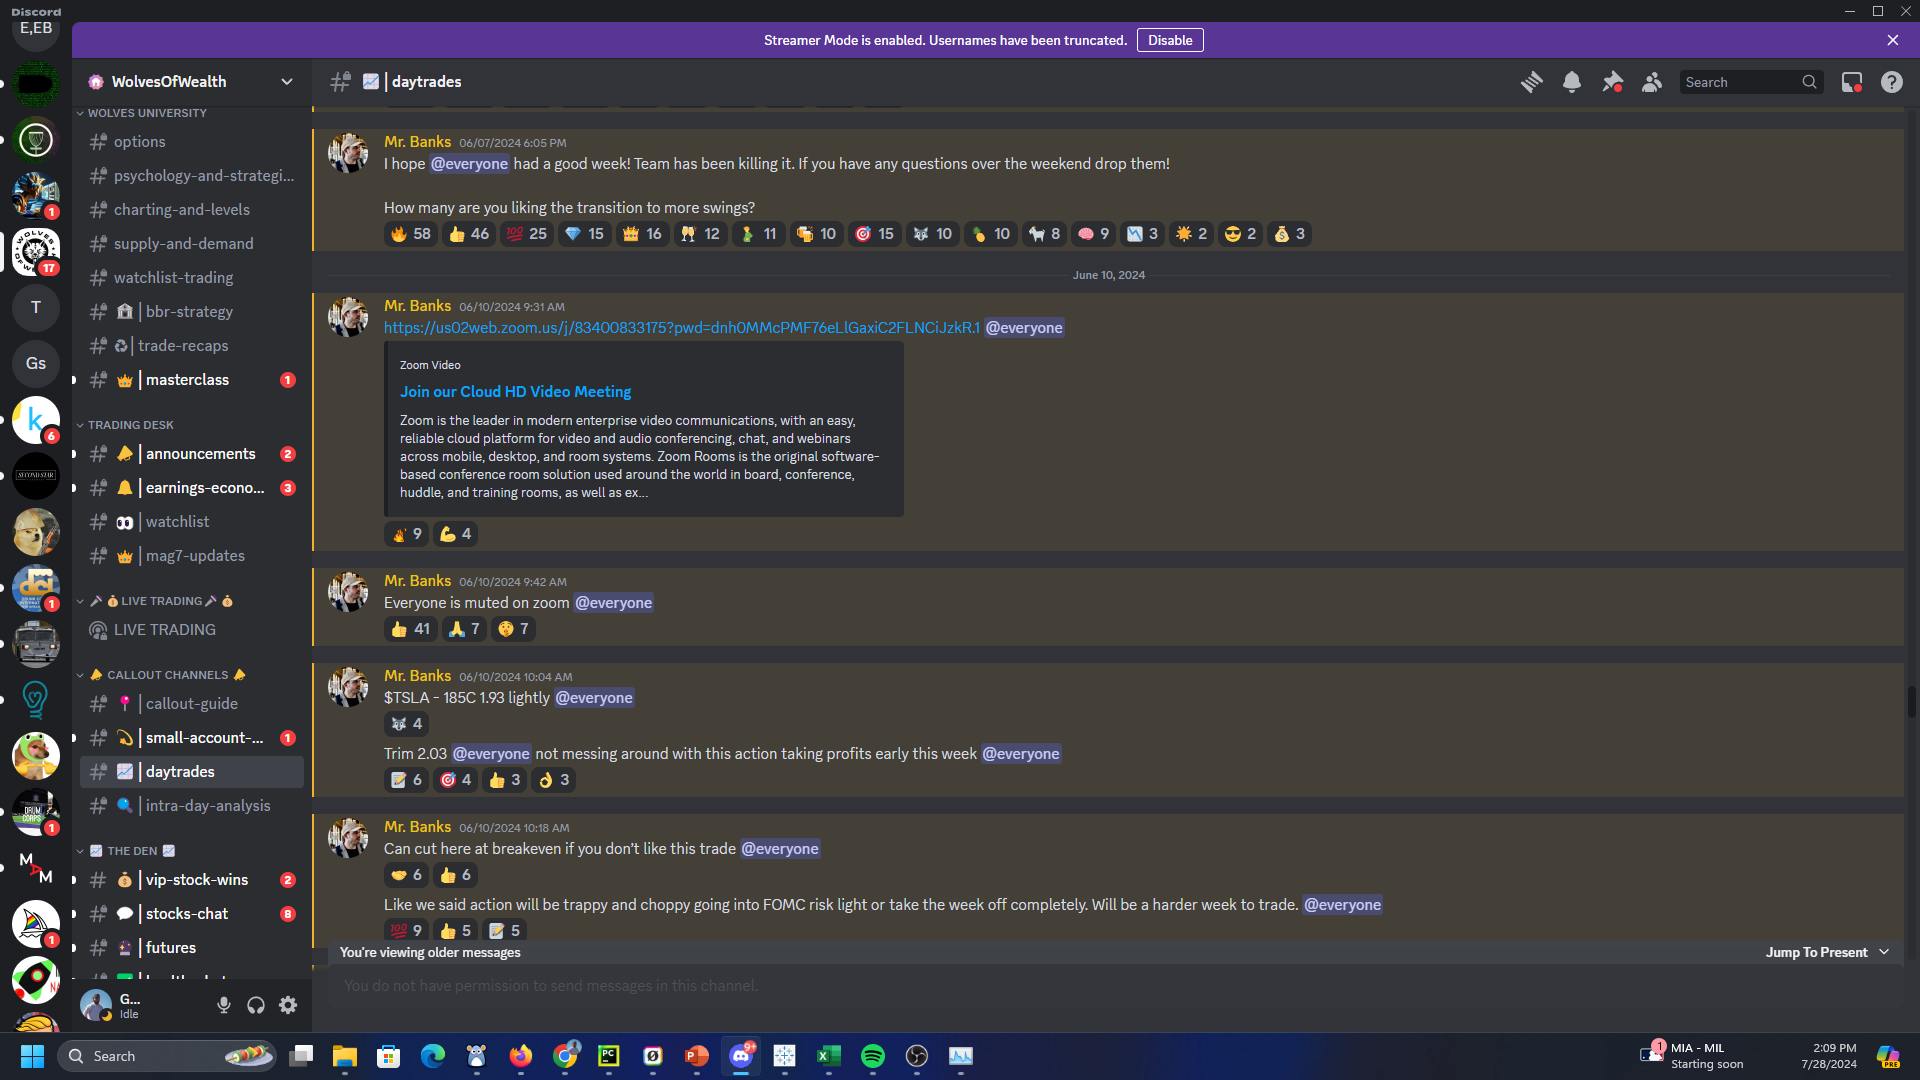 Discord
Streamer Mode is enabled. Usernames have been truncated. Disable
E,EB
WolvesOfWealth
| daytrades
Search
WOLVES UNIVERSITY
options
psychology-and-strategi...
charting-and-levels
supply-and-demand
watchlist-trading
| bbr-strategy
| trade-recaps
| masterclass 1
TRADING DESK
| announcements 2
| earnings-econo... 3
| watchlist
| mag7-updates
LIVE TRADING
LIVE TRADING
CALLOUT CHANNELS
| callout-guide
| small-account-... 1
| daytrades
| intra-day-analysis
THE DEN
| vip-stock-wins 2
| stocks-chat 8
| futures
1
17
T
Gs
k
6
SECOND STAR
dci
1
DRUM CORPS
1
M A M
1
G...
Idle
Mr. Banks 06/07/2024 6:05 PM
I hope @everyone had a good week! Team has been killing it. If you have any questions over the weekend drop them!
How many are you liking the transition to more swings?
58 46 25 15 16 12 11 10 15 10 10 8 9 3 2 2 3
June 10, 2024
Mr. Banks 06/10/2024 9:31 AM
https://us02web.zoom.us/j/83400833175?pwd=dnh0MMcPMF76eLlGaxiC2FLNCiJzkR.1 @everyone
Zoom Video
Join our Cloud HD Video Meeting
Zoom is the leader in modern enterprise video communications, with an easy,
reliable cloud platform for video and audio conferencing, chat, and webinars
across mobile, desktop, and room systems. Zoom Rooms is the original software-
based conference room solution used around the world in board, conference,
huddle, and training rooms, as well as ex...
9 4
Mr. Banks 06/10/2024 9:42 AM
Everyone is muted on zoom @everyone
41 7 7
Mr. Banks 06/10/2024 10:04 AM
$TSLA - 185C 1.93 lightly @everyone
4
Trim 2.03 @everyone not messing around with this action taking profits early this week @everyone
6 4 3 3
Mr. Banks 06/10/2024 10:18 AM
Can cut here at breakeven if you don’t like this trade @everyone
6 6
Like we said action will be trappy and choppy going into FOMC risk light or take the week off completely. Will be a harder week to trade. @everyone
9 5 5
You're viewing older messages Jump To Present
You do not have permission to send messages in this channel.
Search
PC
P
9+
X
1
MIA - MIL
Starting soon
2:09 PM
7/28/2024
PRE